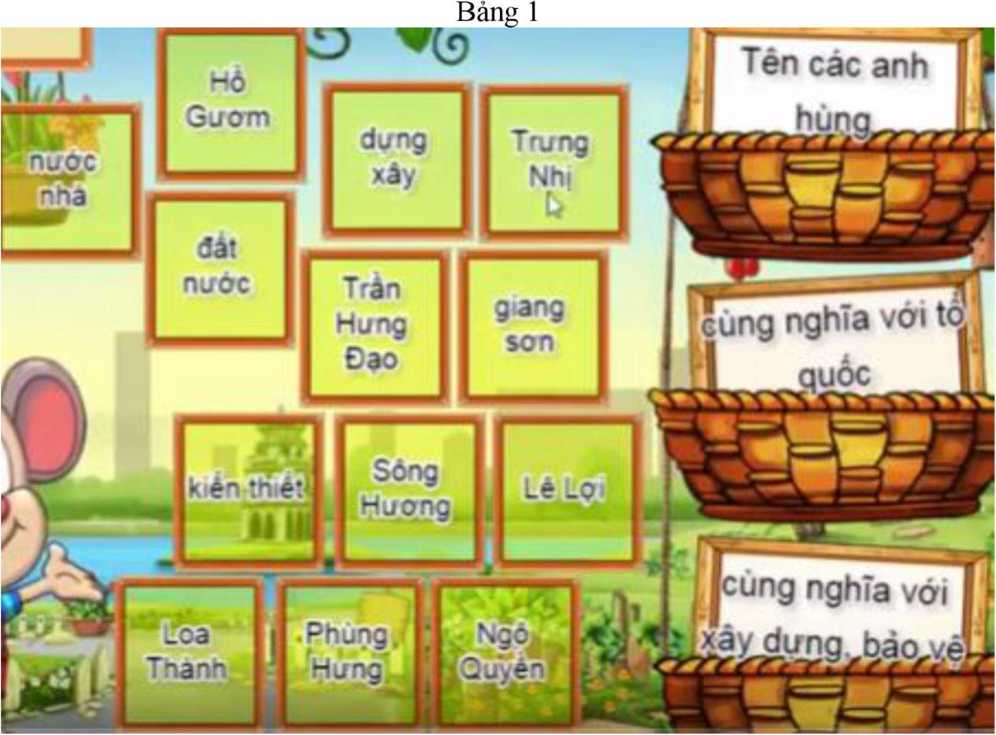 Bảng 1
Hồ
Gươm
dựng
xây
Trưng
Nhị
nước
nhà
đất
nước
Trần
Hưng
Đạo
giang
sơn
kiến thiết
Sông
Hương
Lê Lợi
Loa
Thành
Phùng
Hưng
Ngô
Quyền
Tên các anh
hùng
cùng nghĩa với tổ
quốc
cùng nghĩa với
xây dựng, bảo vệ